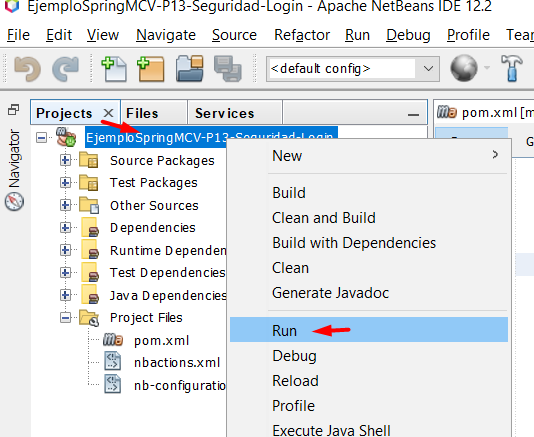 EjemploSpringMCV-P13-Seguridad-Login - Apache NetBeans IDE 12.2
File Edit View Navigate Source Refactor Run Debug Profile Tear
<default config>
Projects Files Services
pom.xml [m
Navigator
EjemploSpringMCV-P13-Seguridad-Login
Source Packages
Test Packages
Other Sources
Dependencies
Runtime Dependen
Test Dependencies
Java Dependencies
Project Files
pom.xml
nbactions.xml
nb-configuratio
New
Build
Clean and Build
Build with Dependencies
Clean
Generate Javadoc
Run
Debug
Reload
Profile
Execute Java Shell